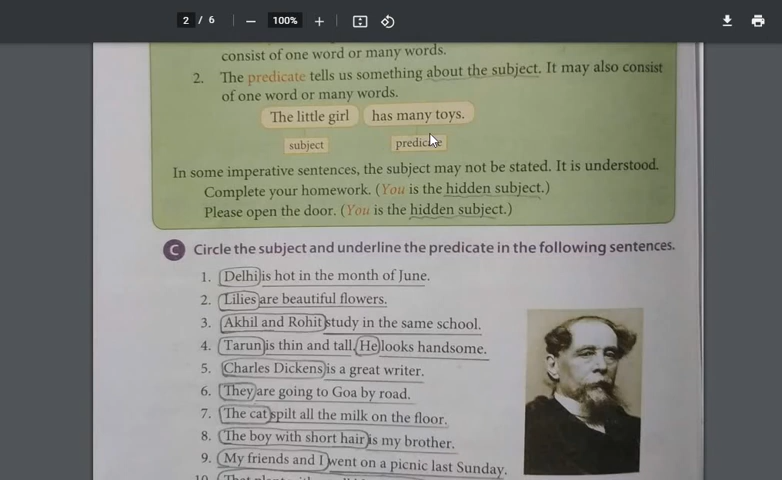 2 / 6 100%
consist of one word or many words.
2. The predicate tells us something about the subject. It may also consist
of one word or many words.
The little girl has many toys.
subject predicate
In some imperative sentences, the subject may not be stated. It is understood.
Complete your homework. (You is the hidden subject.)
Please open the door. (You is the hidden subject.)
C Circle the subject and underline the predicate in the following sentences.
1. Delhi is hot in the month of June.
2. Lilies are beautiful flowers.
3. Akhil and Rohit study in the same school.
4. Tarun is thin and tall. He looks handsome.
5. Charles Dickens is a great writer.
6. They are going to Goa by road.
7. The cat spilt all the milk on the floor.
8. The boy with short hair is my brother.
9. My friends and I went on a picnic last Sunday.